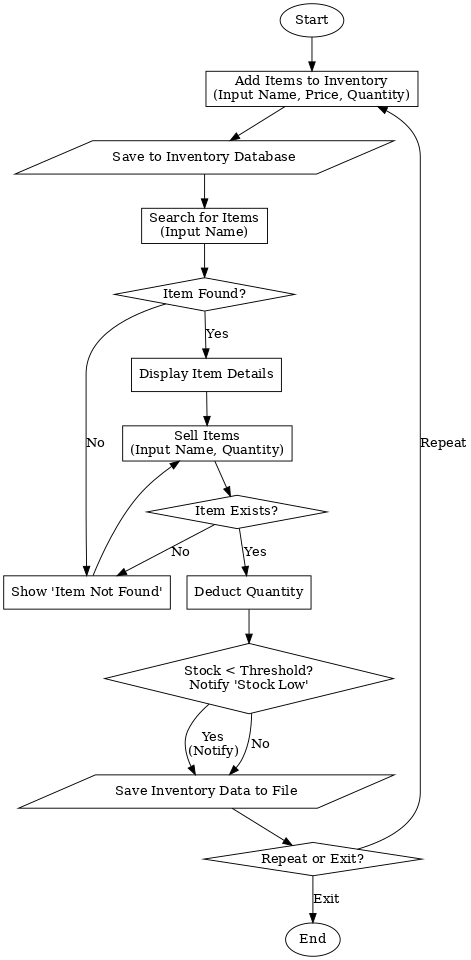 Start
Add Items to Inventory
(Input Name, Price, Quantity)
Save to Inventory Database
Search for Items
(Input Name)
Item Found?
Yes
Display Item Details
No
Repeat
Sell Items
(Input Name, Quantity)
Item Exists?
No
Yes
Show 'Item Not Found'
Deduct Quantity
Stock < Threshold?
Notify 'Stock Low'
Yes
(Notify)
No
Save Inventory Data to File
Repeat or Exit?
Exit
End